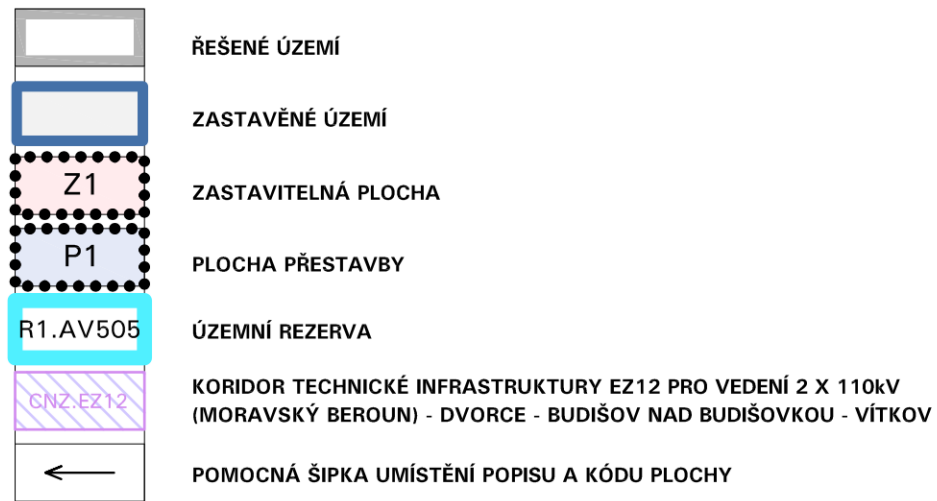 ŘEŠENÉ ÚZEMÍ
ZASTAVĚNÉ ÚZEMÍ
Z1 ZASTAVITELNÁ PLOCHA
P1 PLOCHA PŘESTAVBY
R1.AV505 ÚZEMNÍ REZERVA
CNZ.EZ12 KORIDOR TECHNICKÉ INFRASTRUKTURY EZ12 PRO VEDENÍ 2 X 110kV
(MORAVSKÝ BEROUN) - DVORCE - BUDIŠOV NAD BUDIŠOVKOU - VÍTKOV
POMOCNÁ ŠIPKA UMÍSTĚNÍ POPISU A KÓDU PLOCHY